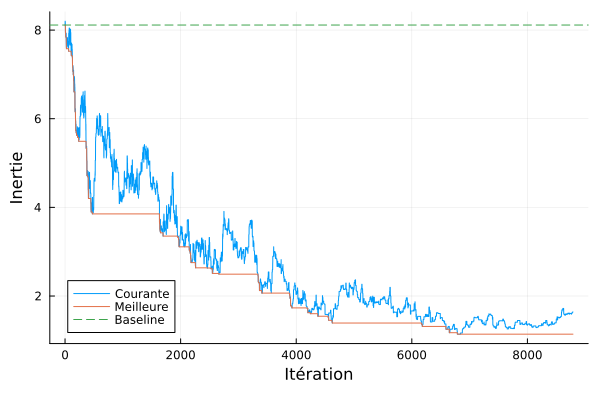 8
6
4
2
Inertie
Courante
Meilleure
Baseline
0 2000 4000 6000 8000
Itération